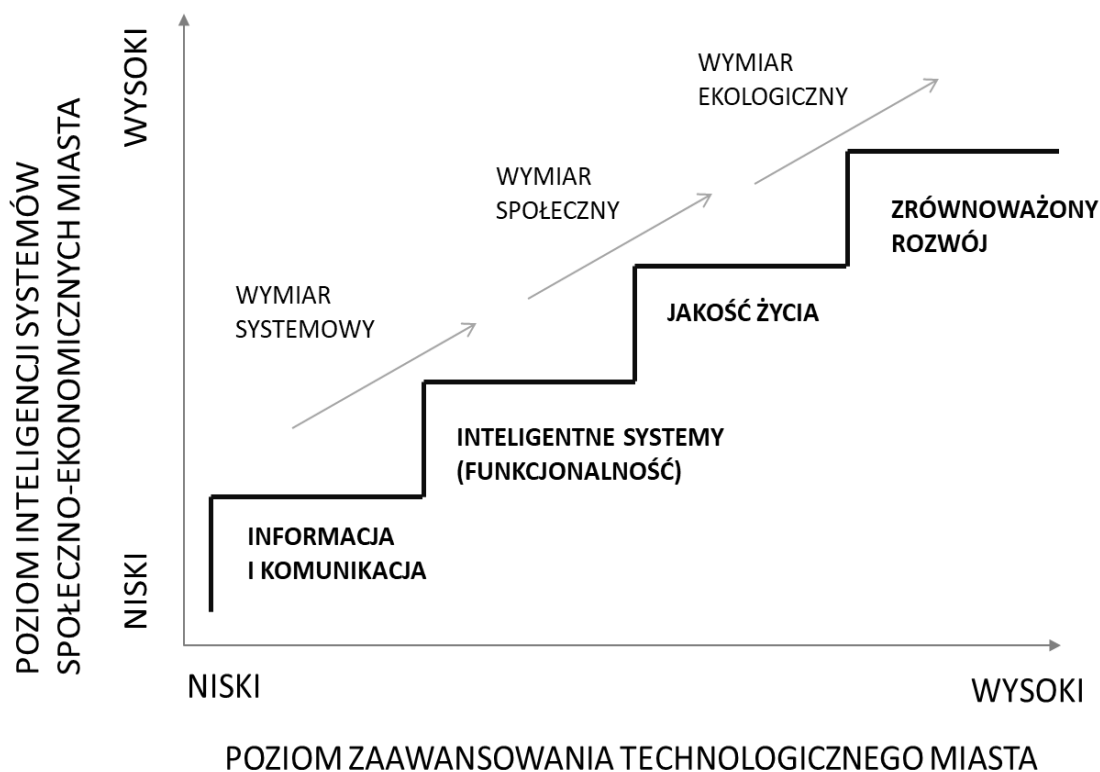 POZIOM INTELIGENCJI SYSTEMÓW
SPOŁECZNO-EKONOMICZNYCH MIASTA
WYSOKI
NISKI
WYMIAR
EKOLOGICZNY
WYMIAR
SPOŁECZNY
WYMIAR
SYSTEMOWY
ZRÓWNOWAŻONY
ROZWÓJ
JAKOŚĆ ŻYCIA
INTELIGENTNE SYSTEMY
(FUNKCJONALNOŚĆ)
INFORMACJA
I KOMUNIKACJA
NISKI
WYSOKI
POZIOM ZAAWANSOWANIA TECHNOLOGICZNEGO MIASTA